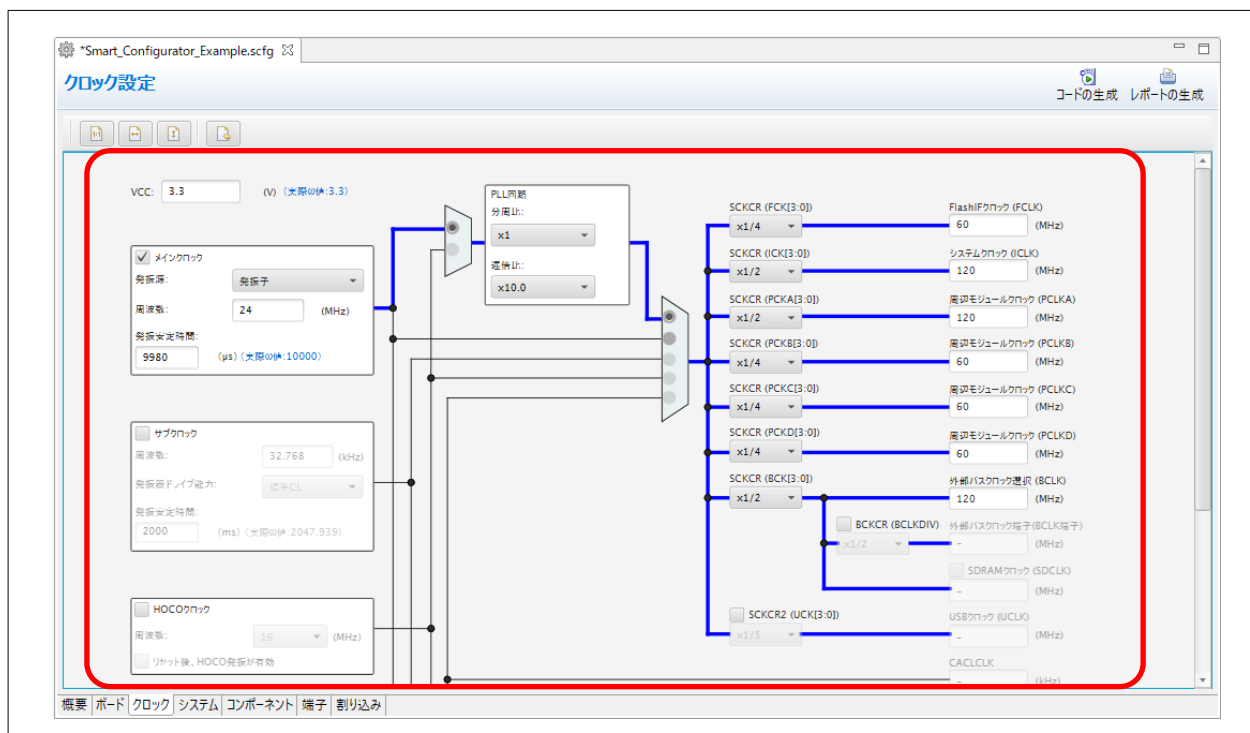 *Smart_Configurator_Example.scfg
クロック設定
コードの生成 レポートの生成
VCC: 3.3 (V) (実際の値:3.3)
メインクロック
発振源: 発振子
周波数: 24 (MHz)
発振安定時間:
9980 (μs) (実際の値:10000)
サブクロック
周波数: 32.768 (kHz)
発振器ドライブ能力: 標準CL
発振安定時間:
2000 (ms) (実際の値:2047.939)
HOCOクロック
周波数: 16 (MHz)
リセット後、HOCO発振が有効
PLL回路
分周比:
x1
逓倍比:
x10.0
SCKCR (FCK[3:0])
x1/4
SCKCR (ICK[3:0])
x1/2
SCKCR (PCKA[3:0])
x1/2
SCKCR (PCKB[3:0])
x1/4
SCKCR (PCKC[3:0])
x1/4
SCKCR (PCKD[3:0])
x1/4
SCKCR (BCK[3:0])
x1/2
BCKCR (BCLKDIV)
x1/2
SCKCR2 (UCK[3:0])
x1/5
FlashIFクロック (FCLK)
60 (MHz)
システムクロック (ICLK)
120 (MHz)
周辺モジュールクロック (PCLKA)
120 (MHz)
周辺モジュールクロック (PCLKB)
60 (MHz)
周辺モジュールクロック (PCLKC)
60 (MHz)
周辺モジュールクロック (PCLKD)
60 (MHz)
外部バスクロック選択 (BCLK)
120 (MHz)
外部バスクロック端子(BCLK端子)
- (MHz)
SDRAMクロック (SDCLK)
- (MHz)
USBクロック (UCLK)
- (MHz)
CACLCLK
- (kHz)
概要 ボード クロック システム コンポーネント 端子 割り込み